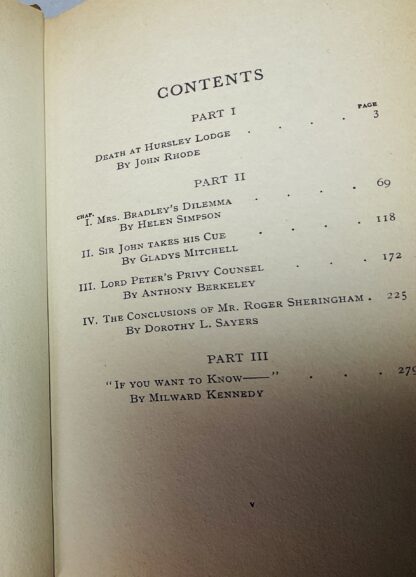 CONTENTS
PART I
PAGE
DEATH AT HURSLEY LODGE . . . . 3
BY JOHN RHODE
PART II
CHAP.
I. MRS. BRADLEY'S DILEMMA . . . . 69
BY HELEN SIMPSON
II. SIR JOHN TAKES HIS CUE . . . . 118
BY GLADYS MITCHELL
III. LORD PETER'S PRIVY COUNSEL . . . 172
BY ANTHONY BERKELEY
IV. THE CONCLUSIONS OF MR. ROGER SHERINGHAM . 225
BY DOROTHY L. SAYERS
PART III
"IF YOU WANT TO KNOW——" . . . 279
BY MILWARD KENNEDY
v